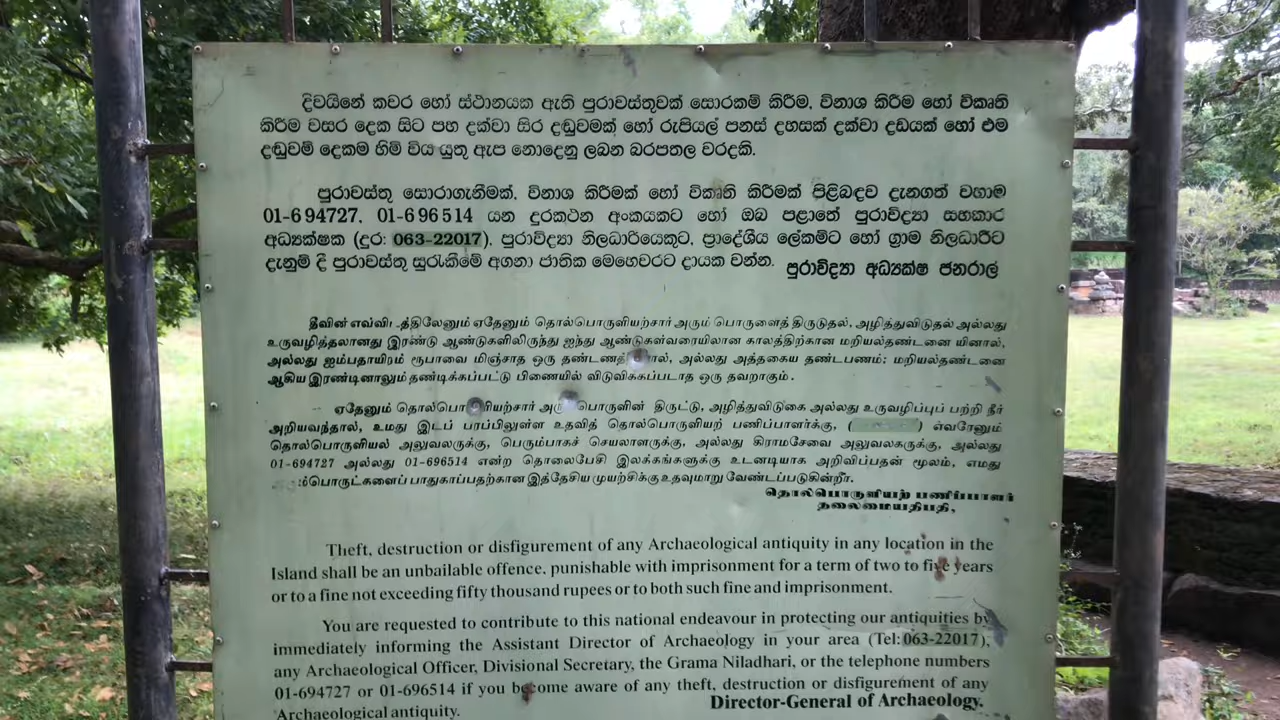 දිවයිනේ කවර හෝ ස්ථානයක ඇති පුරාවස්තුවක් සොරකම් කිරීම, විනාශ කිරීම හෝ විකෘති
කිරීම වසර දෙක සිට පහ දක්වා සිර දඬුවමක් හෝ රුපියල් පනස් දහසක් දක්වා දඩයක් හෝ එම
දඬුවම් දෙකම හිමි විය යුතු ඇප නොදෙනු ලබන බරපතල වරදකි.
පුරාවස්තු සොරාගැනීමක්, විනාශ කිරීමක් හෝ විකෘති කිරීමක් පිළිබඳව දැනගත් වහාම
01-694727, 01-696514 යන දුරකථන අංකයකට හෝ ඔබ පළාතේ පුරාවිද්‍යා සහකාර
අධ්‍යක්ෂක (දුර: 063-22017), පුරාවිද්‍යා නිලධාරියෙකුට, ප්‍රාදේශීය ලේකම්ට හෝ ග්‍රාම නිලධාරීට
දැනුම් දී පුරාවස්තු සුරැකීමේ අගනා ජාතික මෙහෙවරට දායක වන්න.
පුරාවිද්‍යා අධ්‍යක්ෂ ජනරාල්
தீவின் ஏதேனும் தொல்பொருளியற்சார் அரும் பொருளைத் திருடுதல், அழித்துவிடுதல் அல்லது
உருவழித்தலானது இரண்டு ஆண்டுகளிலிருந்து ஐந்து ஆண்டுகள்வரையிலான காலத்திற்கான மறியல்தண்டனை யினால்,
அல்லது ஐம்பதாயிரம் ரூபாவை மிஞ்சாத ஒரு அல்லது அத்தகைய தண்டபணம்; மறியல்தண்டனை
ஆகிய இரண்டினாலும் தண்டிக்கப்பட்டு பிணையில் விடுவிக்கப்படாத ஒரு தவறாகும்.
ஏதேனும் பொருளின் திருட்டு, அழித்துவிடுகை அல்லது உருவழிப்புப் பற்றி நீர்
அறியவந்தால், உமது இடப் பரப்பிலுள்ள உதவித் தொல்பொருளியற் பணிப்பாளர்க்கு, ( ) எவரேனும்
தொல்பொருளியல் அலுவலருக்கு, பெரும்பாகச் செயலாளருக்கு, அல்லது கிராமசேவை அலுவலகருக்கு, அல்லது
01-694727 அல்லது 01-696514 என்ற தொலைபேசி இலக்கங்களுக்கு உடனடியாக அறிவிப்பதன் மூலம், எமது
பாதுகாப்பதற்கான இத்தேசிய முயற்சிக்கு உதவுமாறு வேண்டப்படுகின்றீர்.
தொல்பொருளியற் பணிப்பாளர்
தலைமையதிபதி,
Theft, destruction or disfigurement of any Archaeological antiquity in any location in the
Island shall be an unbailable offence, punishable with imprisonment for a term of two to five years
or to a fine not exceeding fifty thousand rupees or to both such fine and imprisonment.
You are requested to contribute to this national endeavour in protecting our antiquities by
immediately informing the Assistant Director of Archaeology in your area (Tel: 063-22017),
any Archaeological Officer, Divisional Secretary, the Grama Niladhari, or the telephone numbers
01-694727 or 01-696514 if you become aware of any theft, destruction or disfigurement of any
Archaeological antiquity.
Director-General of Archaeology.